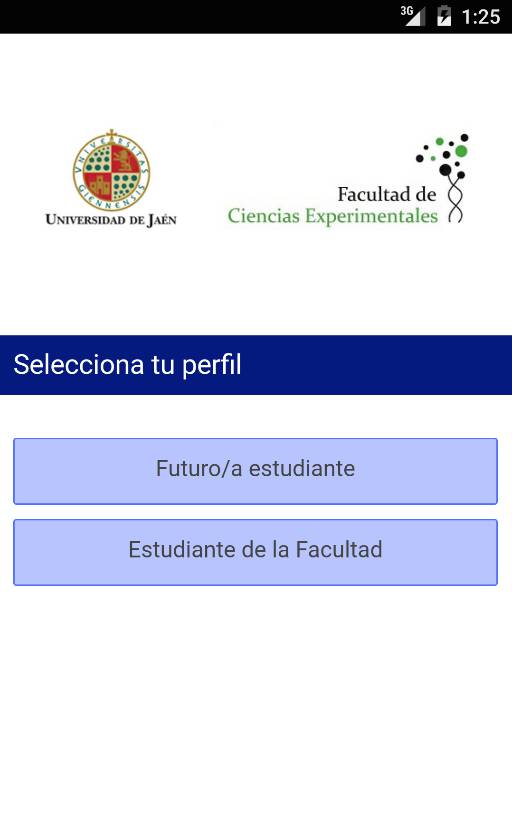 3G 1:25
UNIVERSITAS GIENNENSIS
UNIVERSIDAD DE JAÉN
Facultad de
Ciencias Experimentales
Selecciona tu perfil
Futuro/a estudiante
Estudiante de la Facultad